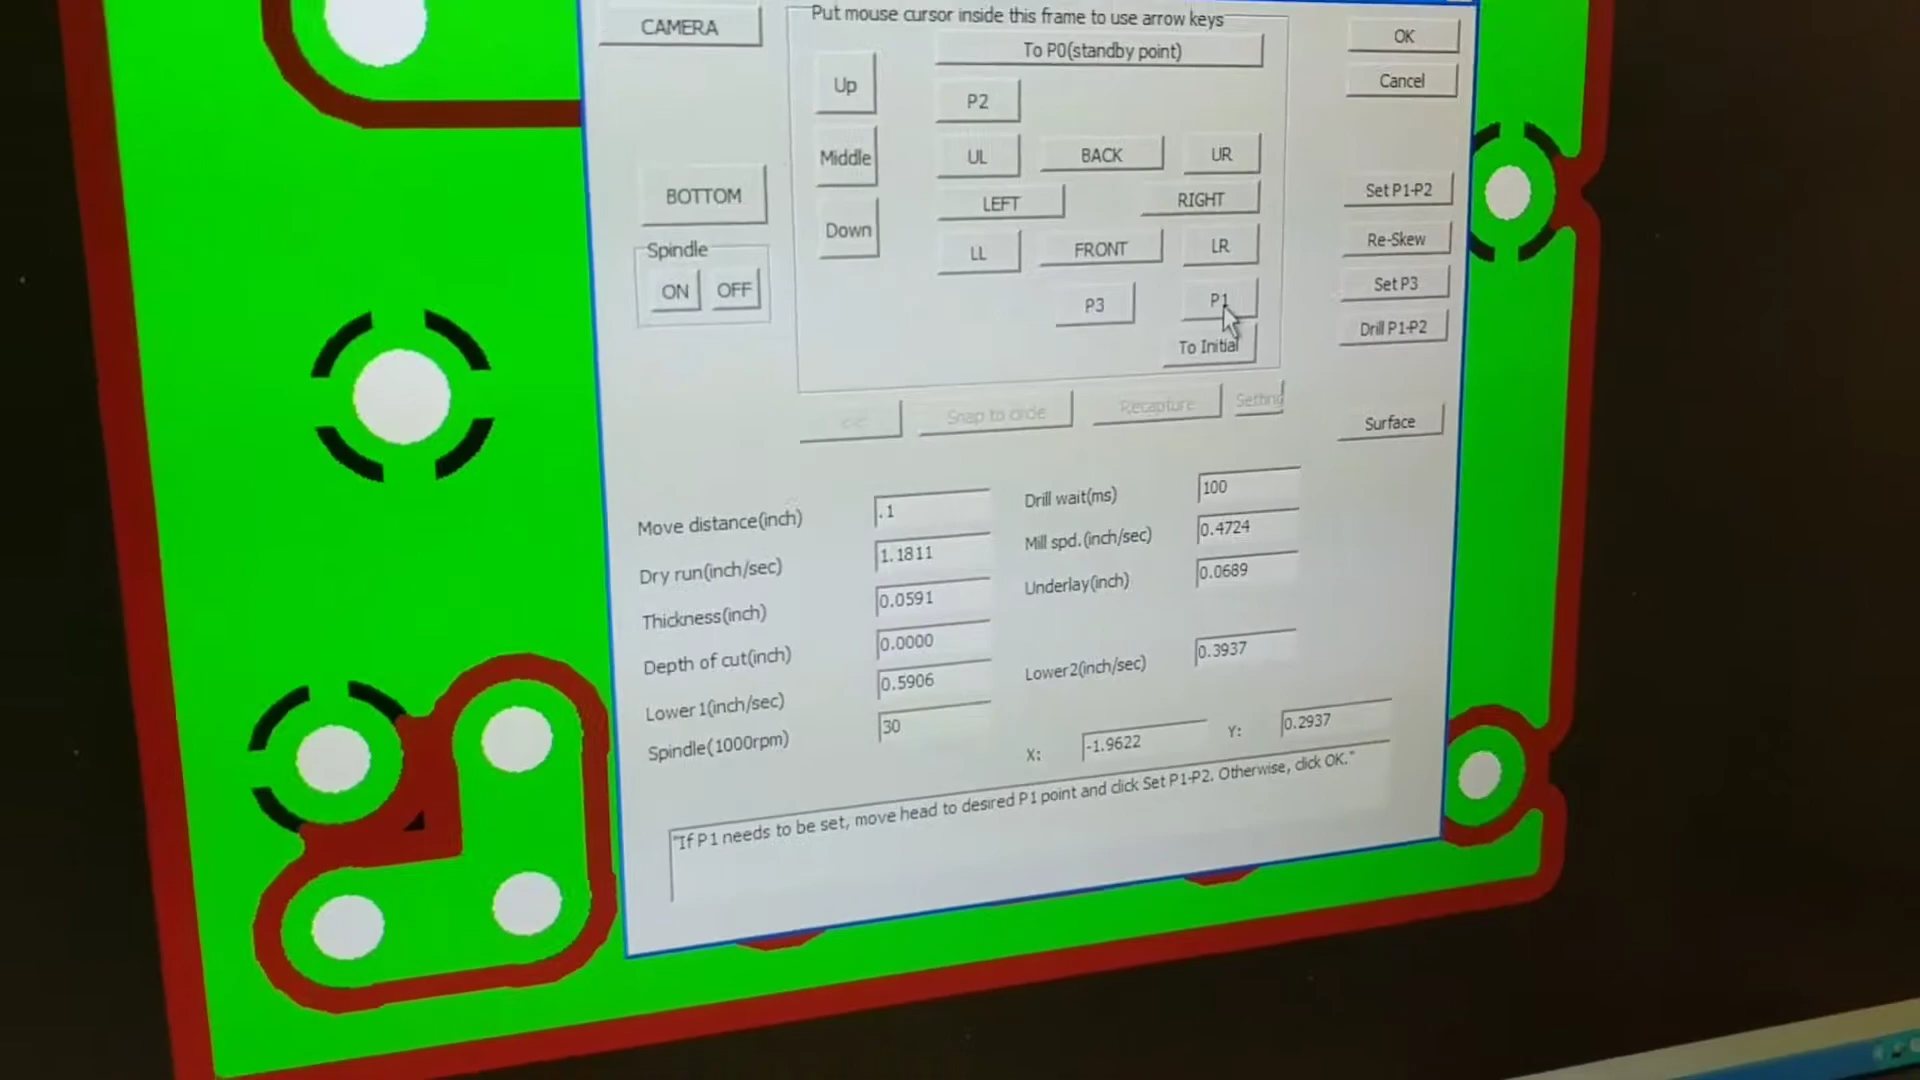 Put mouse cursor inside this frame to use arrow keys
CAMERA
To P0(standby point)
OK
Up
P2
Cancel
Middle
UL
BACK
UR
BOTTOM
LEFT
RIGHT
Set P1-P2
Down
LL
FRONT
LR
Re-Skew
Spindle
ON
OFF
P3
P1
Set P3
To Initial
Drill P1-P2
Snap to circle
Recapture
Setting
Surface
Move distance(inch)
.1
Drill wait(ms)
100
Dry run(inch/sec)
1.1811
Mill spd.(inch/sec)
0.4724
Thickness(inch)
0.0591
Underlay(inch)
0.0689
Depth of cut(inch)
0.0000
Lower1(inch/sec)
0.5906
Lower2(inch/sec)
0.3937
Spindle(1000rpm)
30
X:
-1.9622
Y:
0.2937
"If P1 needs to be set, move head to desired P1 point and click Set P1-P2. Otherwise, click OK."